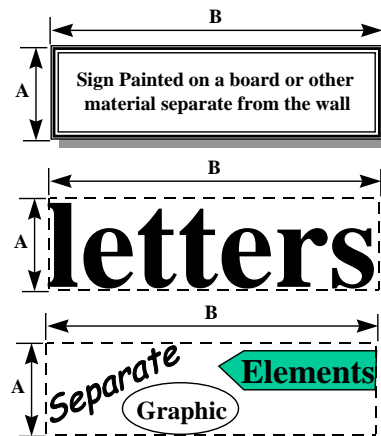 B
A
Sign Painted on a board or other
material separate from the wall
B
A
letters
B
A
Separate
Elements
Graphic